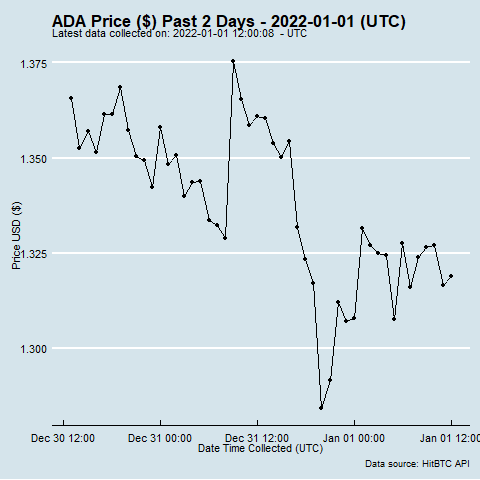 ADA Price ($) Past 2 Days - 2022-01-01 (UTC)
Latest data collected on: 2022-01-01 12:00:08 - UTC
1.375
1.350
1.325
1.300
Price USD ($)
Dec 30 12:00 Dec 31 00:00 Dec 31 12:00 Jan 01 00:00 Jan 01 12:00
Date Time Collected (UTC)
Data source: HitBTC API